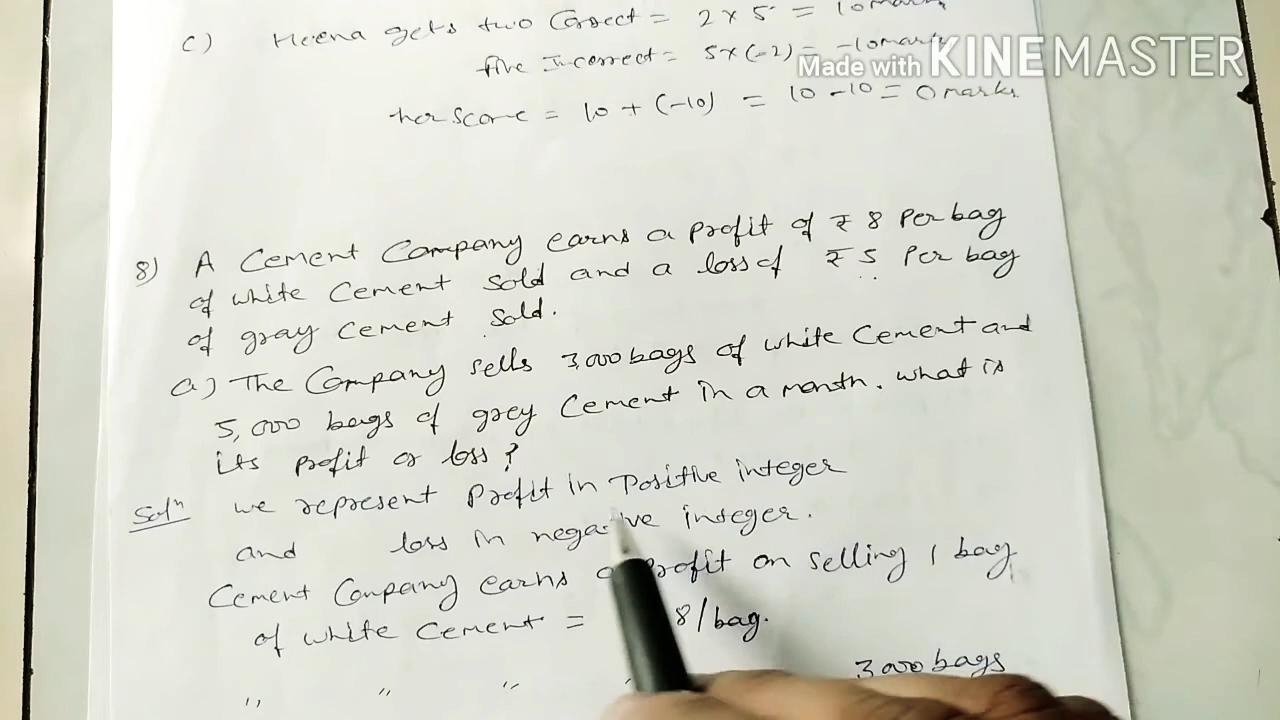 c) Heena gets two Correct = 2 x 5 = 10 marks
five Incorrect = 5 x (-2) = -10 marks
Made with KINEMASTER
her score = 10 + (-10) = 10 - 10 = 0 marks
8) A Cement Company earns a profit of ₹ 8 Per bag
of white Cement sold and a loss of ₹ 5 Per bag
of gray Cement sold.
a) The Company sells 3,000 bags of white Cement and
5,000 bags of grey Cement in a month. what is
its profit or loss?
Solⁿ we represent Profit in Positive integer
and loss in negative integer.
Cement Company earns a Profit on selling 1 bag
of white Cement = 8/bag.
,, ,, ,, ,, 3000 bags